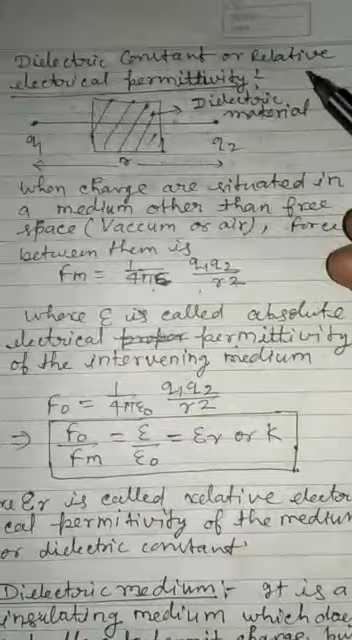 Dielectric Constant or Relative
electrical permittivity:
Dielectric
material
q1 q2
r
When charge are situated in
a medium other than free
space (Vaccum or air), force
between them is
Fm = 1/4πε q1q2/r2
Where ε is called absolute
electrical permittivity
of the intervening medium
F0 = 1/4πε0 q1q2/r2
⇒ F0/Fm = ε/ε0 = εr or K
εr is called relative electri
cal permitivity of the medium
or dielectric constant.
Dielectric medium:- It is a
insulating medium which does